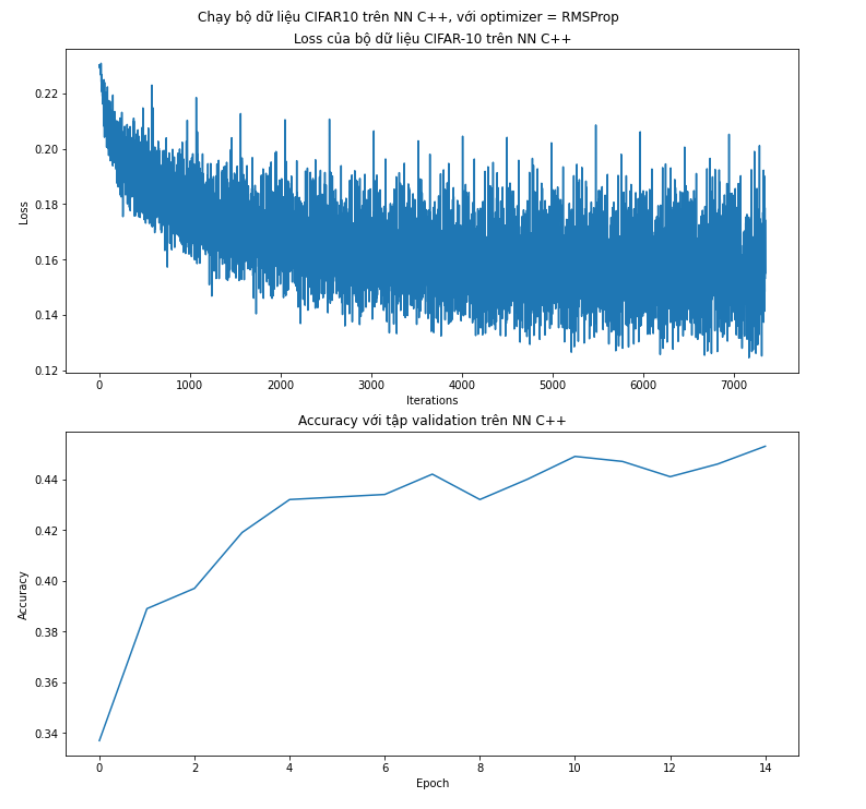 Chạy bộ dữ liệu CIFAR10 trên NN C++, với optimizer = RMSProp
Loss của bộ dữ liệu CIFAR-10 trên NN C++
0.22
0.20
0.18
0.16
0.14
0.12
Loss
0 1000 2000 3000 4000 5000 6000 7000
Iterations
Accuracy với tập validation trên NN C++
0.44
0.42
0.40
0.38
0.36
0.34
Accuracy
0 2 4 6 8 10 12 14
Epoch